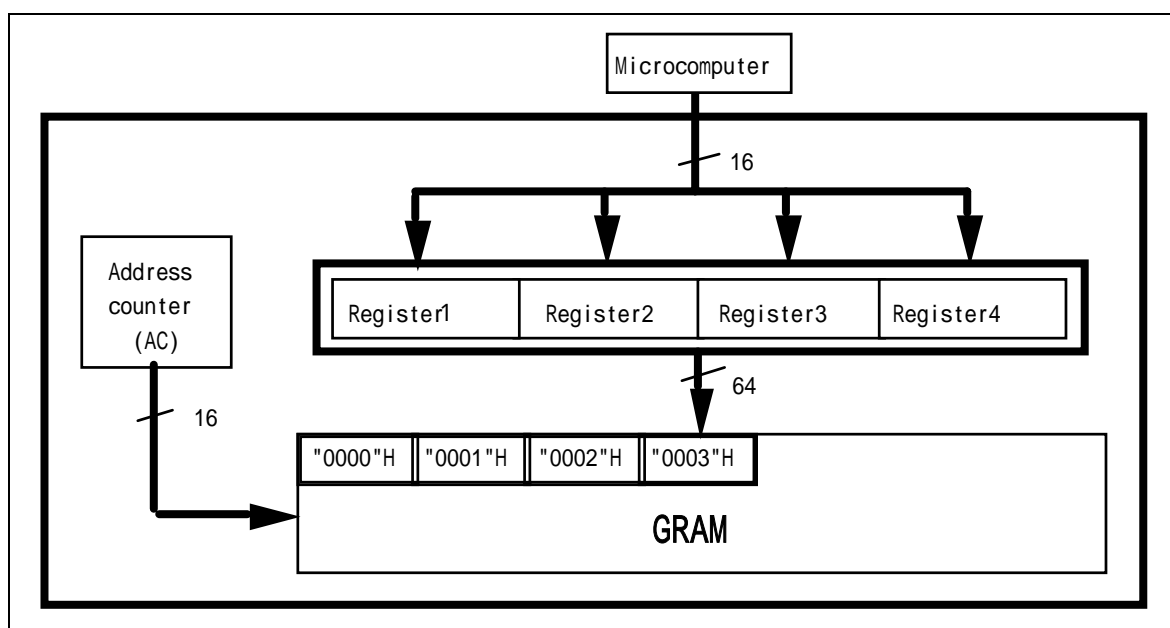 Microcomputer
16
Address
counter
(AC)
Register1 Register2 Register3 Register4
64
16
"0000"H "0001"H "0002"H "0003"H
GRAM